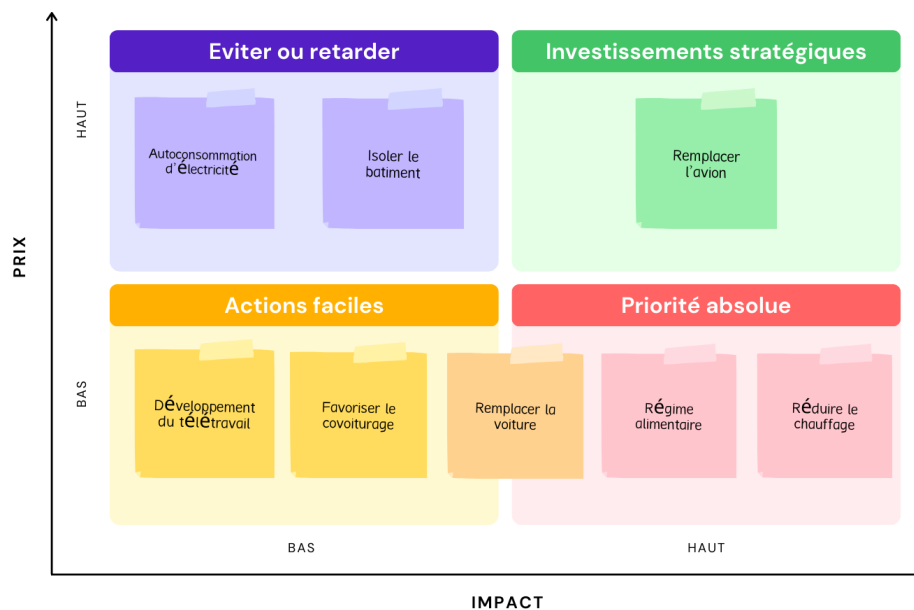 Eviter ou retarder
Investissements stratégiques
HAUT
Autoconsommation
d'électricité
Isoler le
batiment
Remplacer
l'avion
PRIX
Actions faciles
Priorité absolue
BAS
Développement
du télétravail
Favoriser le
covoiturage
Remplacer la
voiture
Régime
alimentaire
Réduire le
chauffage
BAS
HAUT
IMPACT